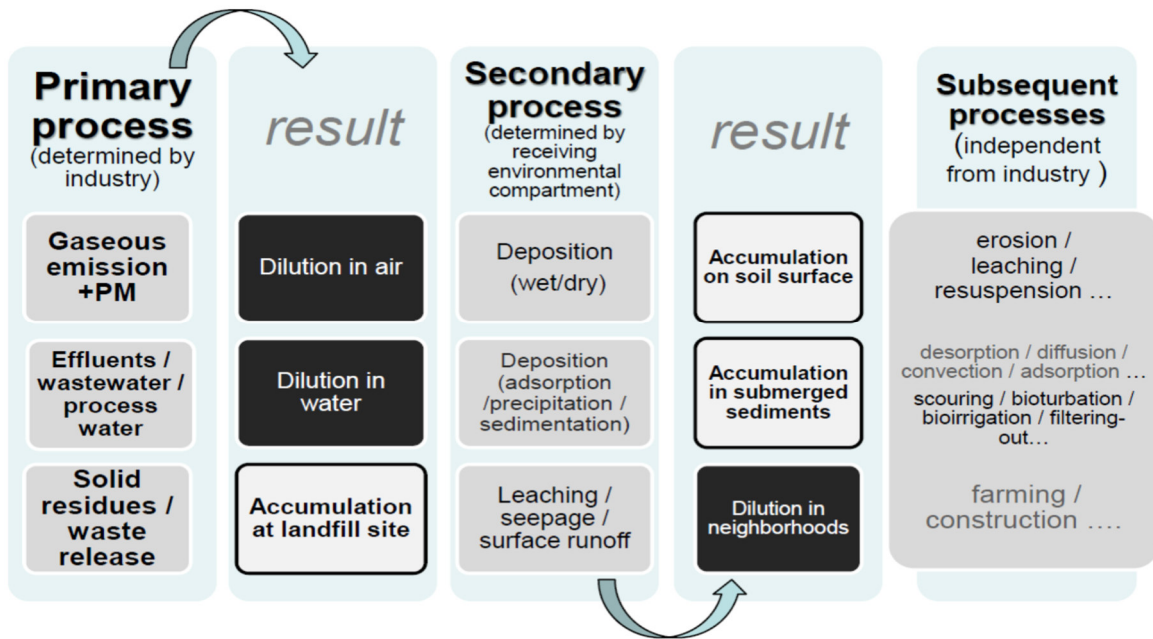 Primary
process
(determined by
industry)
Gaseous
emission
+PM
Effluents /
wastewater /
process
water
Solid
residues /
waste
release
result
Dilution in air
Dilution in
water
Accumulation
at landfill site
Secondary
process
(determined by
receiving
environmental
compartment)
Deposition
(wet/dry)
Deposition
(adsorption
/precipitation /
sedimentation)
Leaching /
seepage /
surface runoff
result
Accumulation
on soil surface
Accumulation
in submerged
sediments
Dilution in
neighborhoods
Subsequent
processes
(independent
from industry )
erosion /
leaching /
resuspension ...
desorption / diffusion /
convection / adsorption ...
scouring / bioturbation /
bioirrigation / filtering-
out...
farming /
construction ....